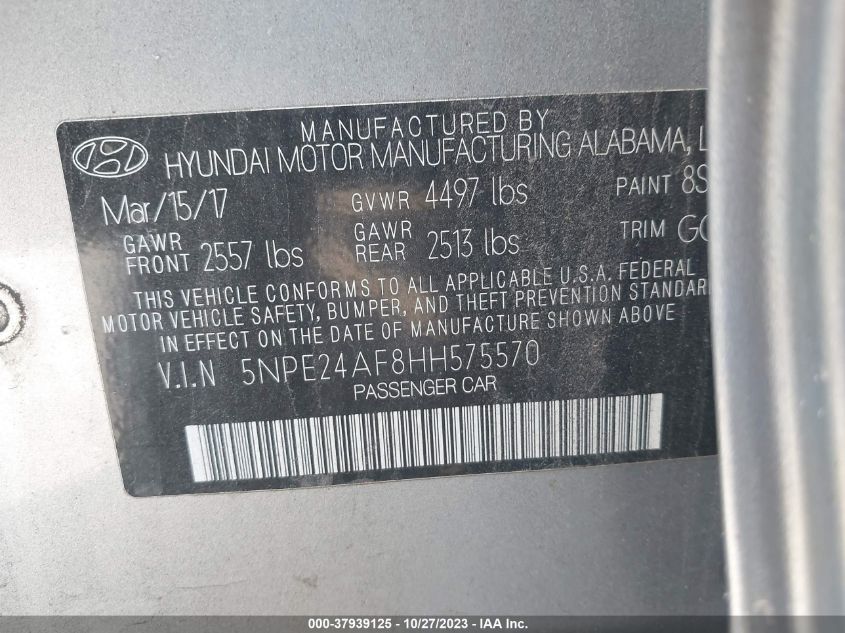 MANUFACTURED BY
HYUNDAI MOTOR MANUFACTURING ALABAMA, L
Mar/15/17 GVWR 4497 lbs PAINT 8S
GAWR FRONT 2557 lbs GAWR REAR 2513 lbs TRIM GC
THIS VEHICLE CONFORMS TO ALL APPLICABLE U.S.A. FEDERAL
MOTOR VEHICLE SAFETY, BUMPER, AND THEFT PREVENTION STANDAR
IN EFFECT ON THE DATE OF MANUFACTURE SHOWN ABOVE
V.I.N 5NPE24AF8HH575570
PASSENGER CAR
000-37939125 - 10/27/2023 - IAA Inc.